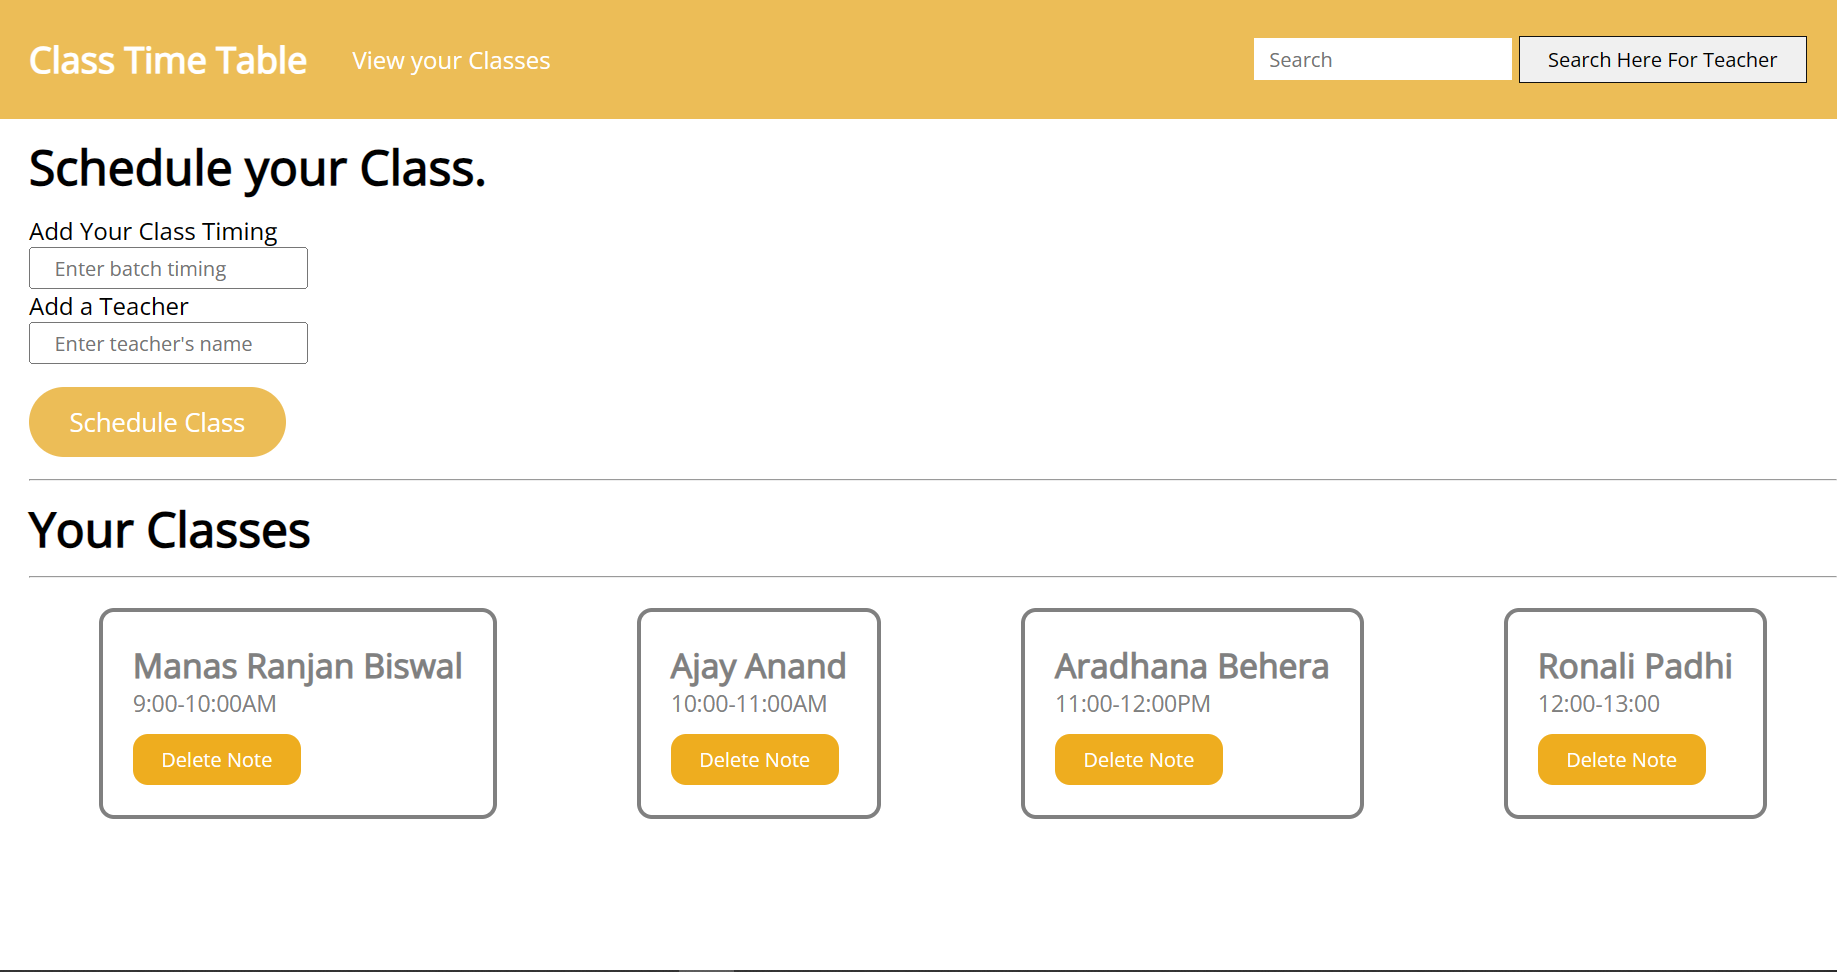 Class Time Table View your Classes Search Search Here For Teacher
Schedule your Class.
Add Your Class Timing
Enter batch timing
Add a Teacher
Enter teacher's name
Schedule Class
Your Classes
Manas Ranjan Biswal
9:00-10:00AM
Delete Note
Ajay Anand
10:00-11:00AM
Delete Note
Aradhana Behera
11:00-12:00PM
Delete Note
Ronali Padhi
12:00-13:00
Delete Note